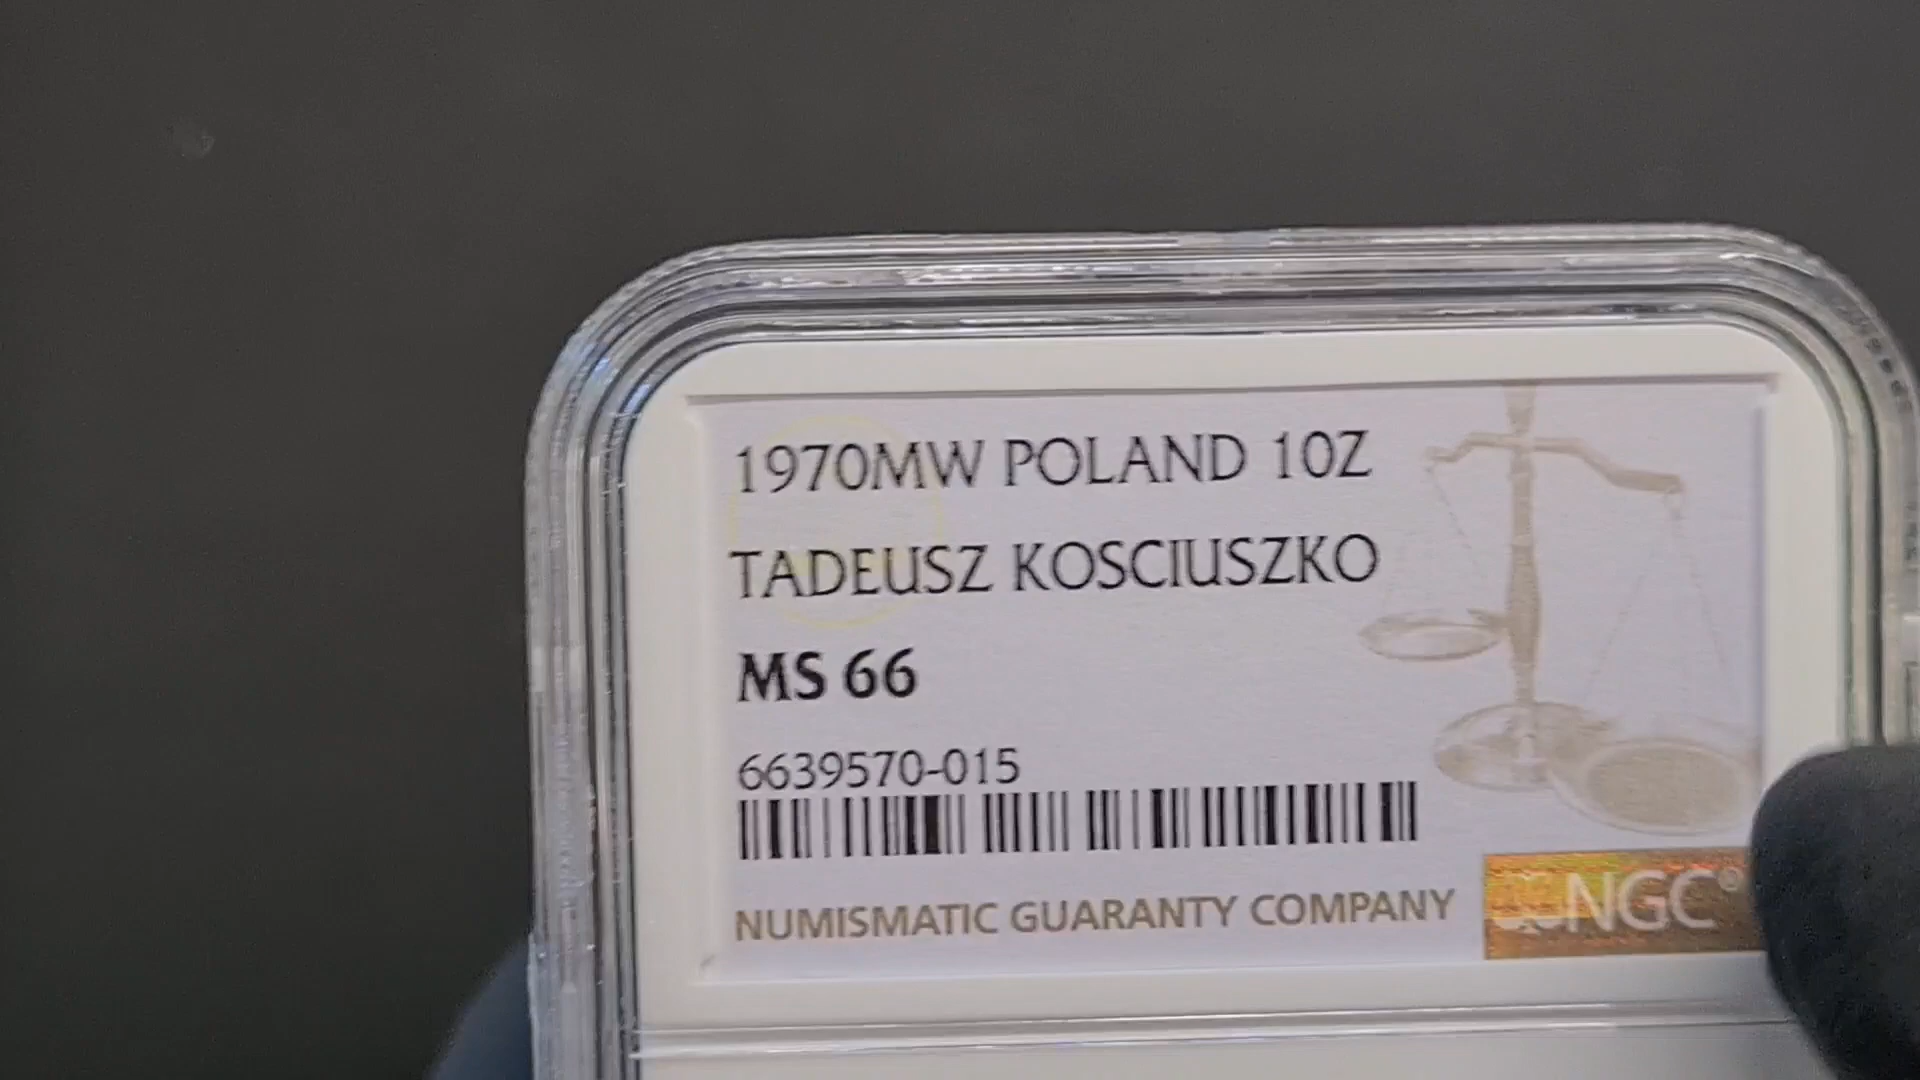 1970MW POLAND 10Z
TADEUSZ KOSCIUSZKO
MS 66
6639570-015
NUMISMATIC GUARANTY COMPANY
NGC®